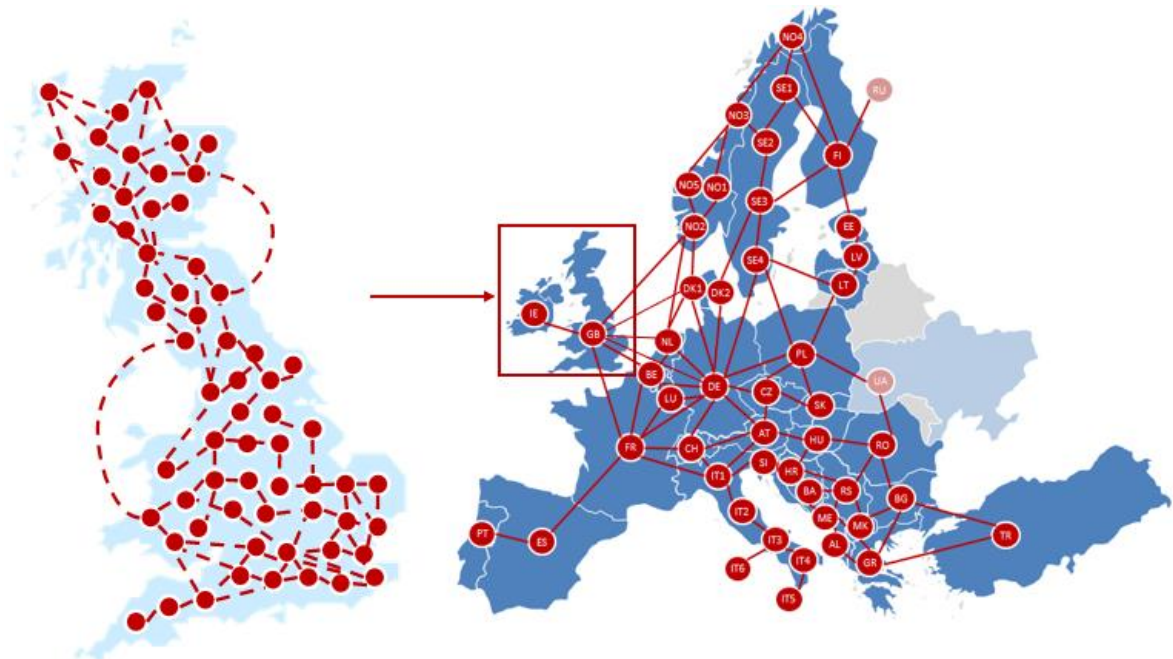 NO4
SE1
RU
NO3
SE2
FI
NO5
NO1
SE3
NO2
EE
SE4
LV
LT
DK1
DK2
IE
GB
NL
PL
BE
DE
UA
CZ
LU
SK
AT
HU
RO
FR
CH
SI
HR
IT1
BA
RS
BG
IT2
ME
MK
PT
ES
IT3
AL
TR
IT4
GR
IT6
IT5